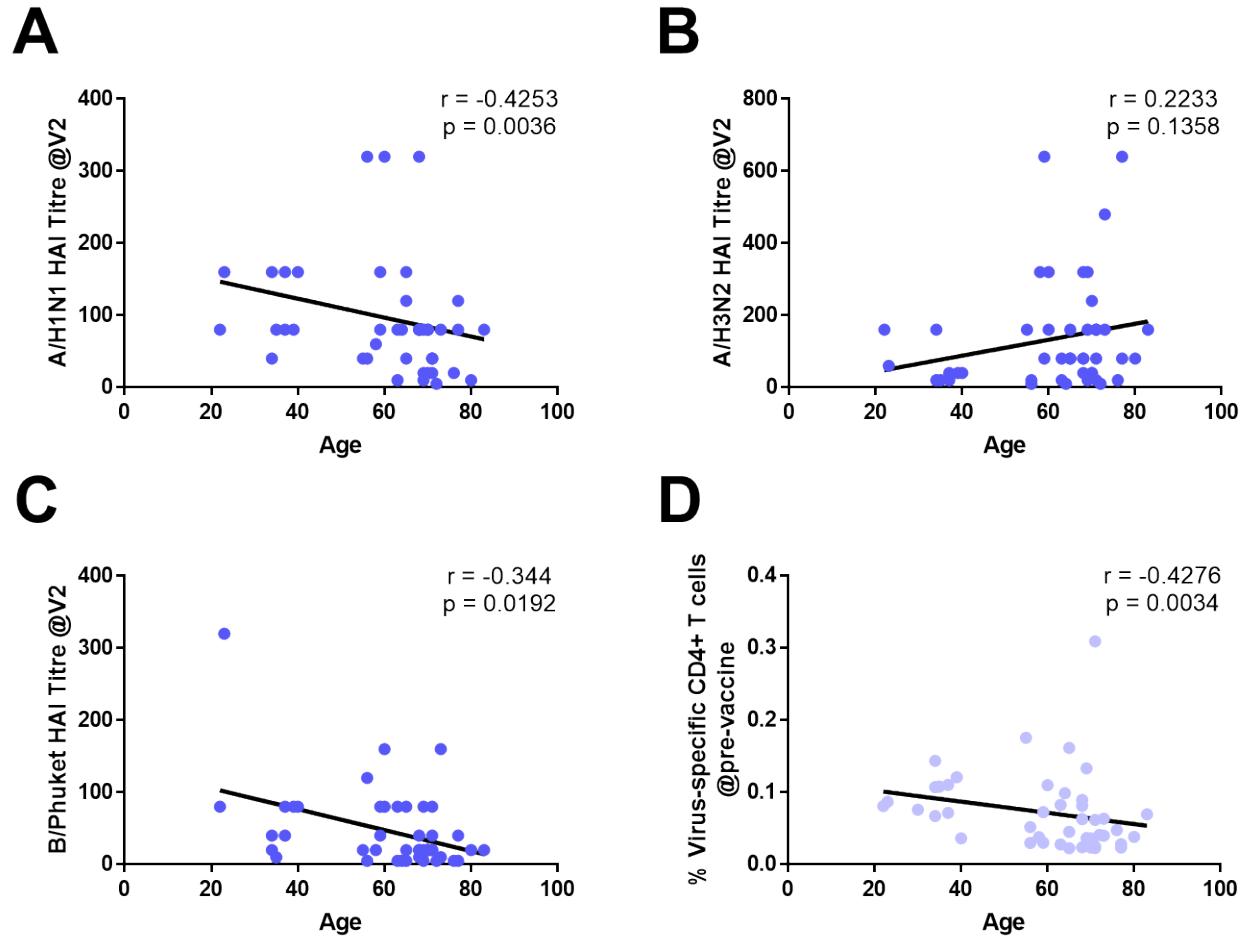 A
r = -0.4253
p = 0.0036
A/H1N1 HAI Titre @V2
400
300
200
100
0
0 20 40 60 80 100
Age
B
r = 0.2233
p = 0.1358
A/H3N2 HAI Titre @V2
800
600
400
200
0
0 20 40 60 80 100
Age
C
r = -0.344
p = 0.0192
B/Phuket HAI Titre @V2
400
300
200
100
0
0 20 40 60 80 100
Age
D
r = -0.4276
p = 0.0034
% Virus-specific CD4+ T cells
@pre-vaccine
0.4
0.3
0.2
0.1
0.0
0 20 40 60 80 100
Age